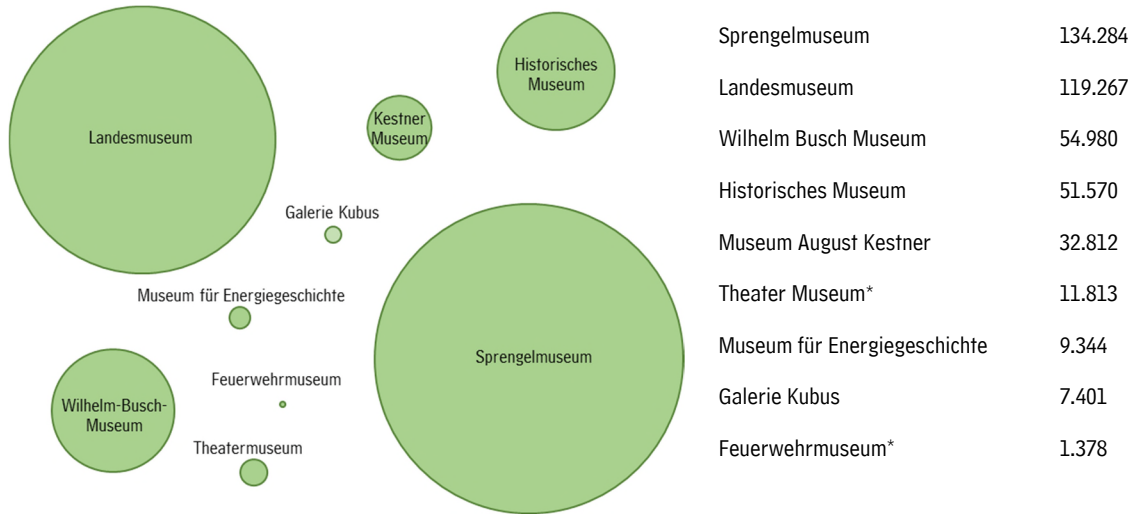 Landesmuseum
Kestner
Museum
Historisches
Museum
Galerie Kubus
Museum für Energiegeschichte
Sprengelmuseum
Feuerwehrmuseum
Wilhelm-Busch-
Museum
Theatermuseum
Sprengelmuseum 134.284
Landesmuseum 119.267
Wilhelm Busch Museum 54.980
Historisches Museum 51.570
Museum August Kestner 32.812
Theater Museum* 11.813
Museum für Energiegeschichte 9.344
Galerie Kubus 7.401
Feuerwehrmuseum* 1.378